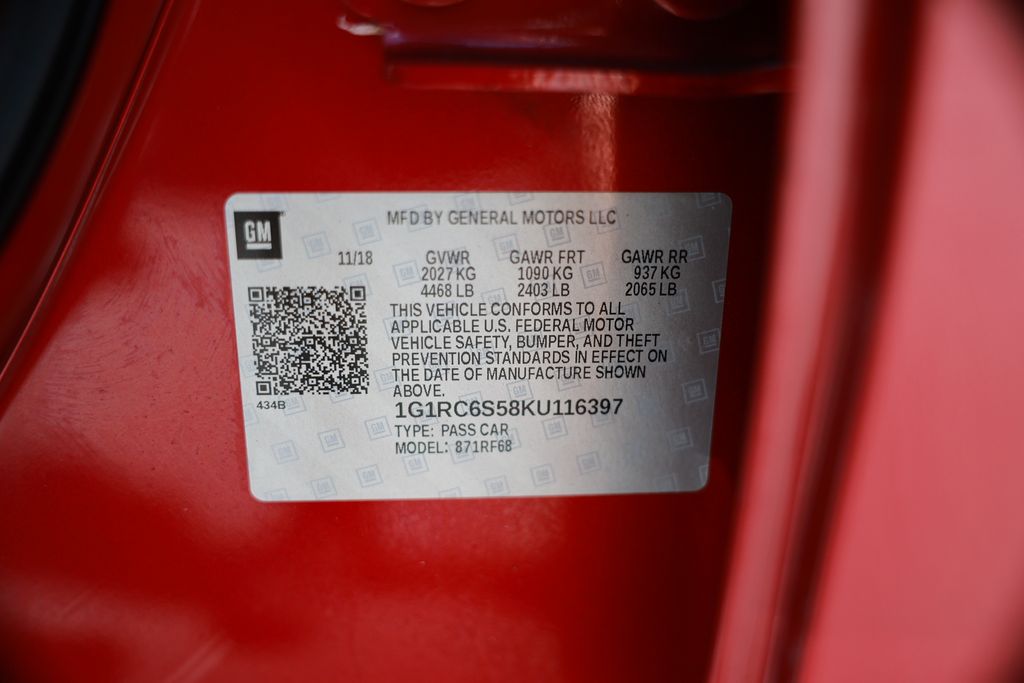 GM
MFD BY GENERAL MOTORS LLC
11/18 GVWR GAWR FRT GAWR RR
2027 KG 1090 KG 937 KG
4468 LB 2403 LB 2065 LB
THIS VEHICLE CONFORMS TO ALL
APPLICABLE U.S. FEDERAL MOTOR
VEHICLE SAFETY, BUMPER, AND THEFT
PREVENTION STANDARDS IN EFFECT ON
THE DATE OF MANUFACTURE SHOWN
ABOVE.
434B
1G1RC6S58KU116397
TYPE: PASS CAR
MODEL: 871RF68